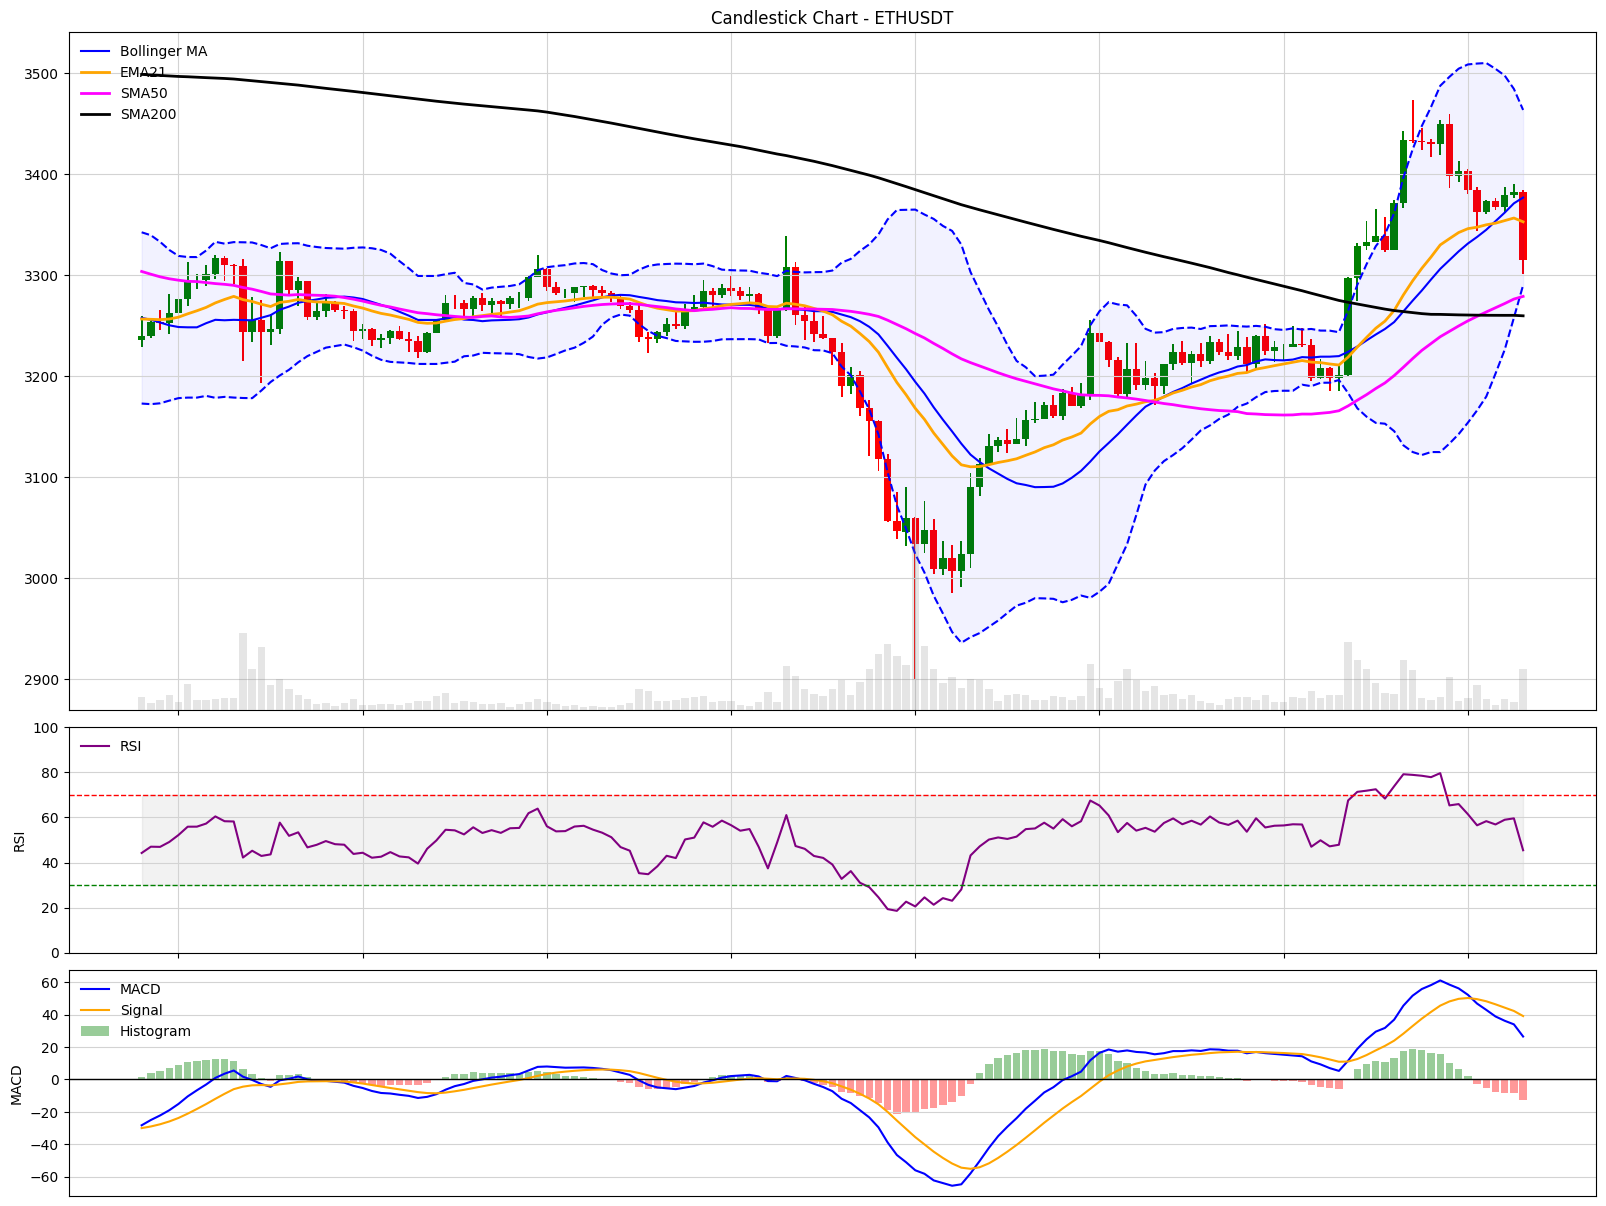 Candlestick Chart - ETHUSDT
Bollinger MA
EMA21
SMA50
SMA200
3500
3400
3300
3200
3100
3000
2900
RSI
RSI
100
80
60
40
20
0
MACD
Signal
Histogram
MACD
60
40
20
0
−20
−40
−60